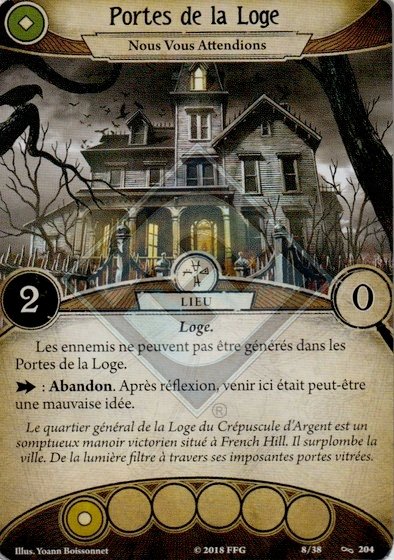 Portes de la Loge
Nous Vous Attendions
2
0
LIEU
Loge.
Les ennemis ne peuvent pas être générés dans les
Portes de la Loge.
: Abandon. Après réflexion, venir ici était peut-être
une mauvaise idée.
®
Le quartier général de la Loge du Crépuscule d'Argent est un
somptueux manoir victorien situé à French Hill. Il surplombe la
ville. De la lumière filtre à travers ses imposantes portes vitrées.
Illus. Yoann Boissonnet
© 2018 FFG
8/38
204